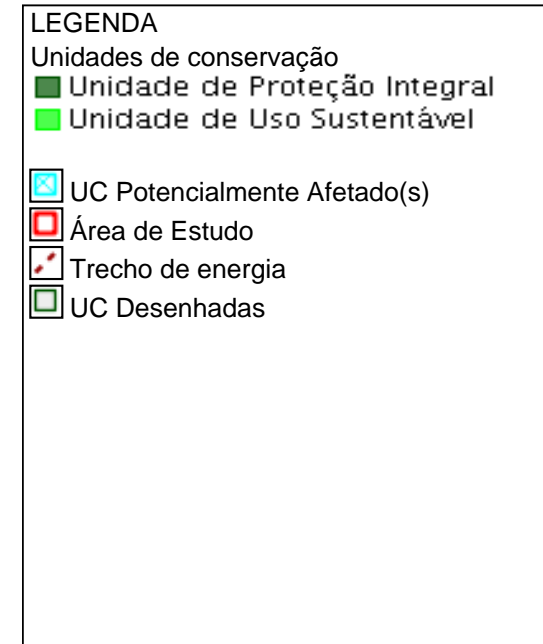 LEGENDA
Unidades de conservação
Unidade de Proteção Integral
Unidade de Uso Sustentável
UC Potencialmente Afetado(s)
Área de Estudo
Trecho de energia
UC Desenhadas